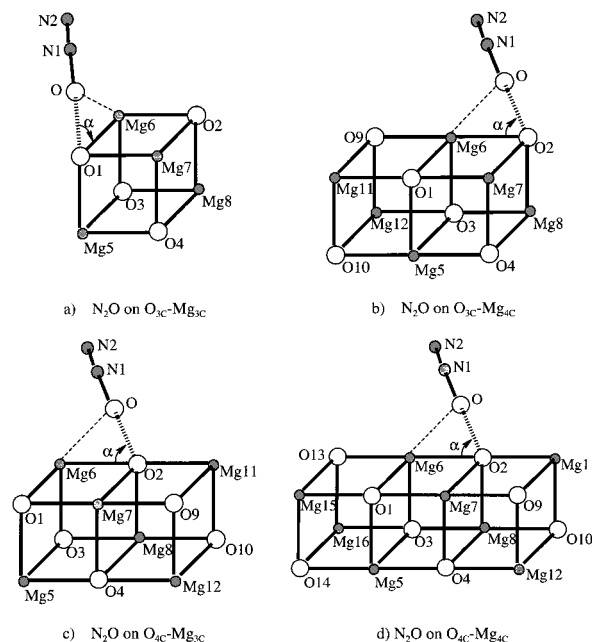 N2
N1
O
α
Mg6
O2
O1
Mg7
O3
Mg8
Mg5
O4
a) N₂O on O₃C-Mg₃C
N2
N1
O
α
O9
Mg6
O2
Mg11
O1
Mg7
Mg12
O3
Mg8
O10
Mg5
O4
b) N₂O on O₃C-Mg₄C
N2
N1
O
α
Mg6
O2
Mg11
O1
Mg7
O9
O3
Mg8
O10
Mg5
O4
Mg12
c) N₂O on O₄C-Mg₃C
N2
N1
O
α
O13
Mg6
O2
Mg1
Mg15
O1
Mg7
O9
Mg16
O3
Mg8
O10
O14
Mg5
O4
Mg12
d) N₂O on O₄C-Mg₄C